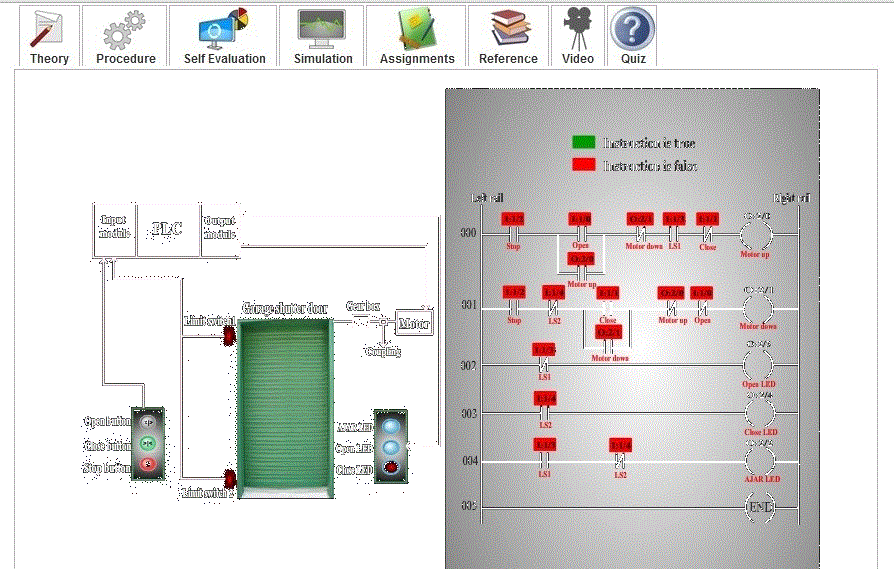 Theory
Procedure
Self Evaluation
Simulation
Assignments
Reference
Video
Quiz
Instruction is true
Instruction is false
Left rail
Right rail
Input module
PLC
Output module
Limit switch 1
Garage shutter door
Gear box
Motor
Coupling
Open button
Close button
Stop button
Limit switch 2
AJAR LED
Open LED
Close LED
000
I:1/2
Stop
I:1/0
Open
O:2/0
Motor up
O:2/1
Motor down
I:1/3
LS1
I:1/1
Close
O:2/0
Motor up
001
I:1/2
Stop
I:1/4
LS2
I:1/1
Close
O:2/1
Motor down
O:2/0
Motor up
I:1/0
Open
O:2/1
Motor down
002
I:1/3
LS1
Open LED
003
I:1/4
LS2
Close LED
004
I:1/3
LS1
I:1/4
LS2
AJAR LED
005
END